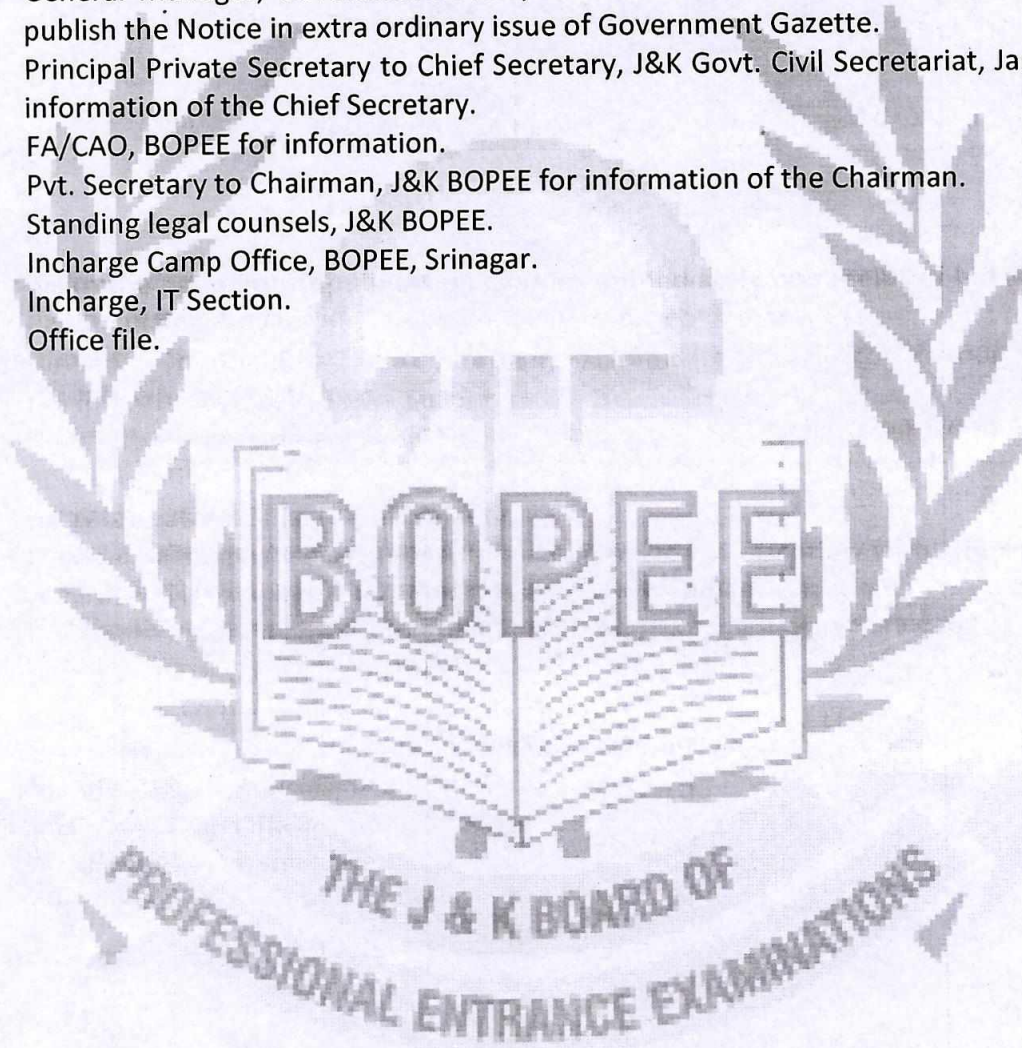 publish the Notice in extra ordinary issue of Government Gazette.
Principal Private Secretary to Chief Secretary, J&K Govt. Civil Secretariat, Ja
information of the Chief Secretary.
FA/CAO, BOPEE for information.
Pvt. Secretary to Chairman, J&K BOPEE for information of the Chairman.
Standing legal counsels, J&K BOPEE.
Incharge Camp Office, BOPEE, Srinagar.
Incharge, IT Section.
Office file.
BOPEE
THE J & K BOARD OF
PROFESSIONAL ENTRANCE EXAMINATIONS